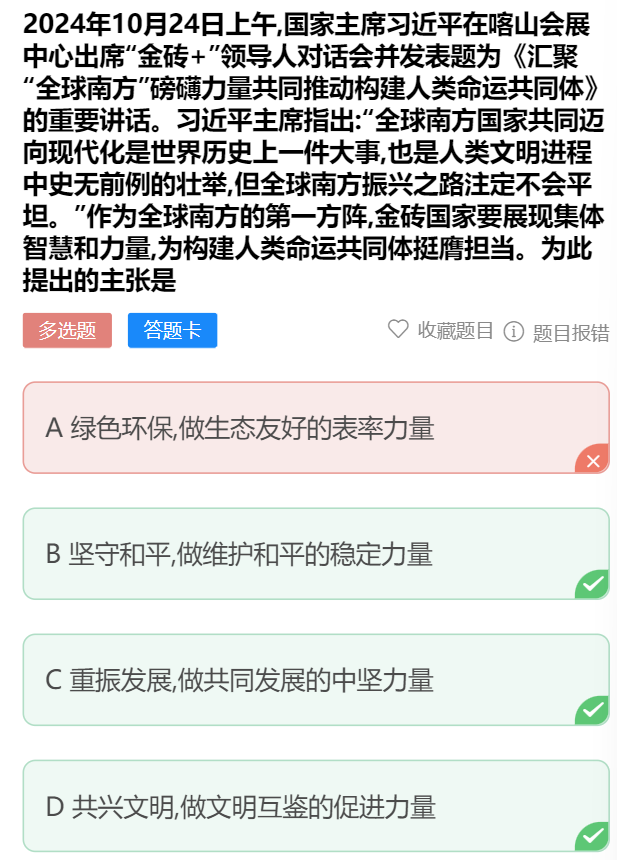 2024年10月24日上午,国家主席习近平在喀山会展
中心出席“金砖+”领导人对话会并发表题为《汇聚
“全球南方”磅礴力量共同推动构建人类命运共同体》
的重要讲话。习近平主席指出:“全球南方国家共同迈
向现代化是世界历史上一件大事,也是人类文明进程
中史无前例的壮举,但全球南方振兴之路注定不会平
坦。”作为全球南方的第一方阵,金砖国家要展现集体
智慧和力量,为构建人类命运共同体挺膺担当。为此
提出的主张是
多选题 答题卡 收藏题目 题目报错
A 绿色环保,做生态友好的表率力量
B 坚守和平,做维护和平的稳定力量
C 重振发展,做共同发展的中坚力量
D 共兴文明,做文明互鉴的促进力量